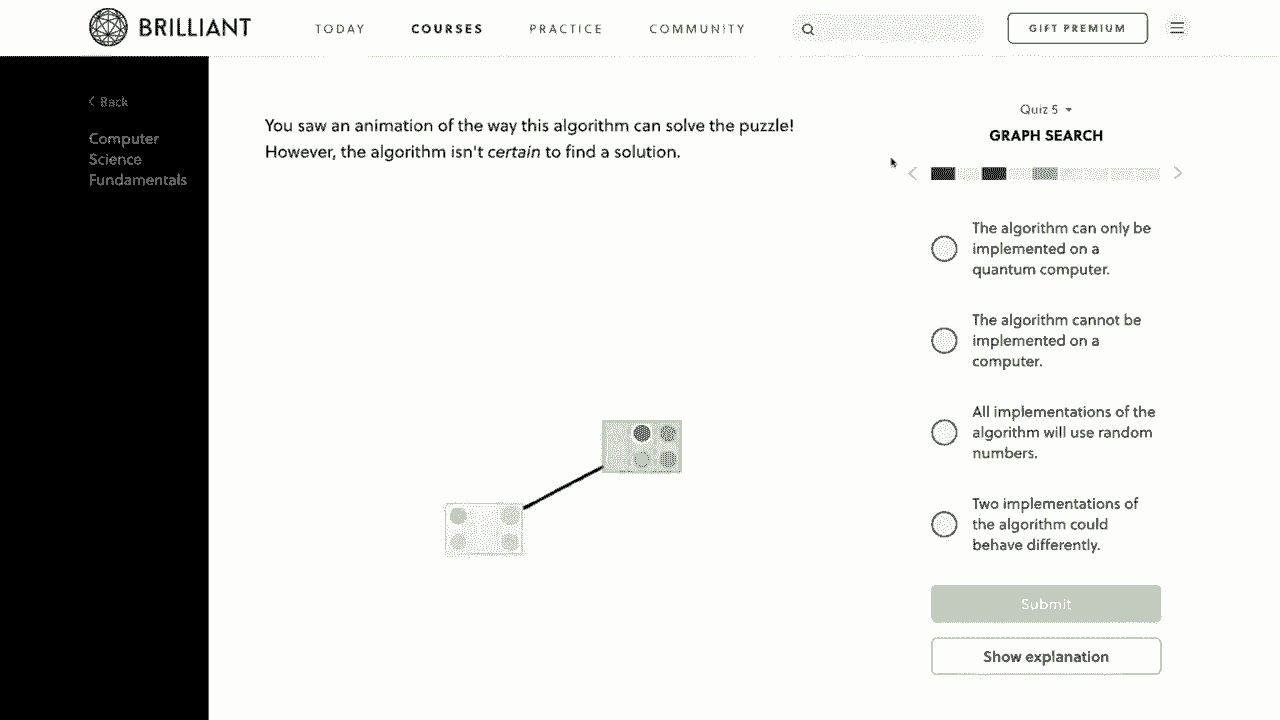 BRILLIANT
TODAY
COURSES
PRACTICE
COMMUNITY
GIFT PREMIUM
Back
Computer
Science
Fundamentals
You saw an animation of the way this algorithm can solve the puzzle!
However, the algorithm isn't certain to find a solution.
Quiz 5
GRAPH SEARCH
The algorithm can only be
implemented on a
quantum computer.
The algorithm cannot be
implemented on a
computer.
All implementations of the
algorithm will use random
numbers.
Two implementations of
the algorithm could
behave differently.
Submit
Show explanation